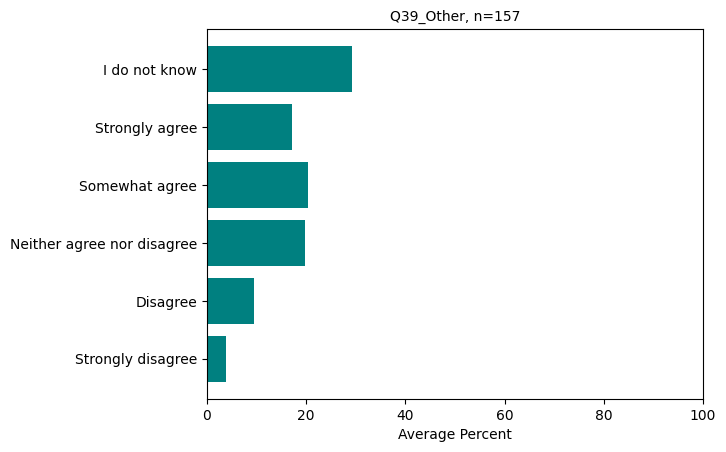 Q39_Other, n=157
I do not know
Strongly agree
Somewhat agree
Neither agree nor disagree
Disagree
Strongly disagree
0 20 40 60 80 100
Average Percent